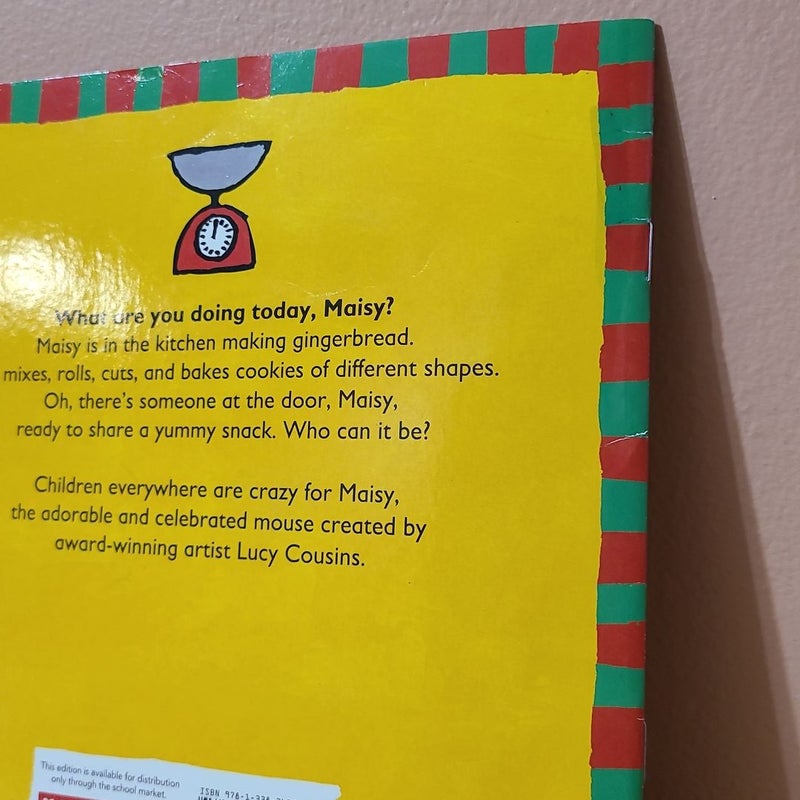 What are you doing today, Maisy?
Maisy is in the kitchen making gingerbread.
mixes, rolls, cuts, and bakes cookies of different shapes.
Oh, there's someone at the door, Maisy,
ready to share a yummy snack. Who can it be?
Children everywhere are crazy for Maisy,
the adorable and celebrated mouse created by
award-winning artist Lucy Cousins.
This edition is available for distribution
only through the school market.
ISBN 978-1-338